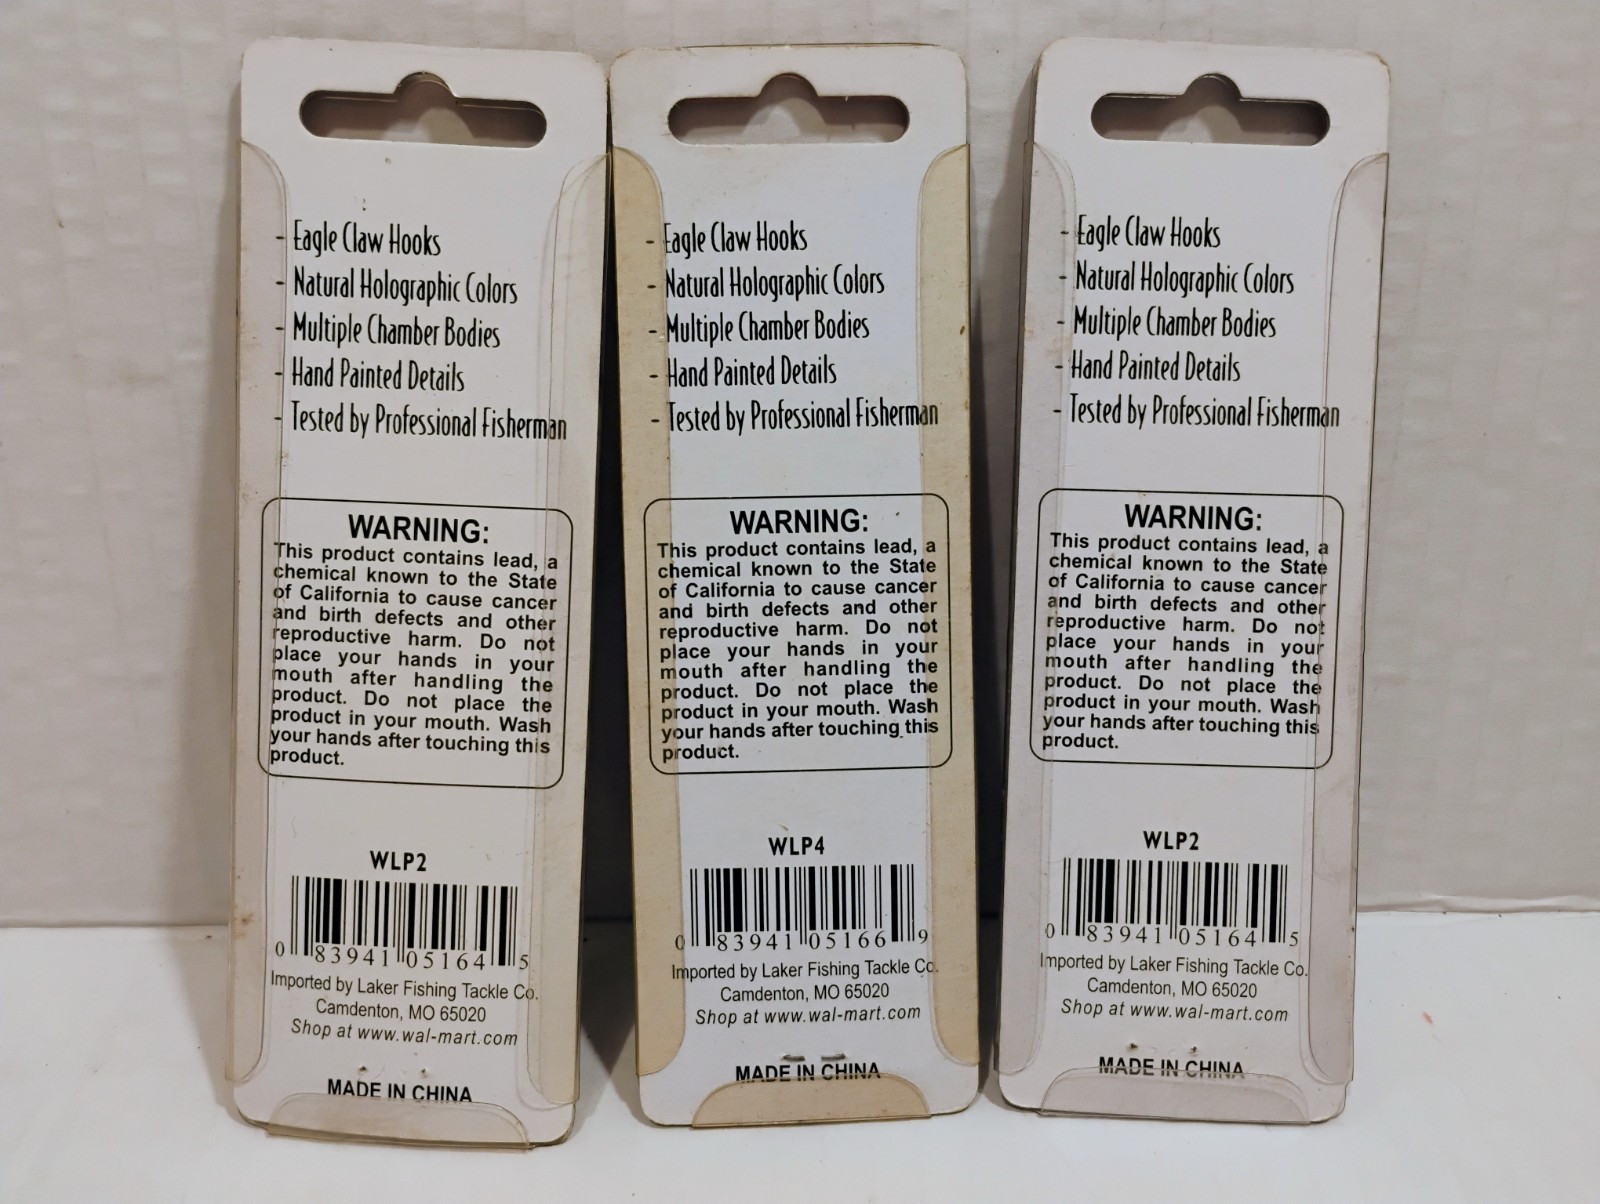 - Eagle Claw Hooks
- Natural Holographic Colors
- Multiple Chamber Bodies
- Hand Painted Details
- Tested by Professional Fisherman
WARNING:
This product contains lead, a
chemical known to the State
of California to cause cancer
and birth defects and other
reproductive harm. Do not
place your hands in your
mouth after handling the
product. Do not place the
product in your mouth. Wash
your hands after touching this
product.
WLP2
0 83941 05164 5
Imported by Laker Fishing Tackle Co.
Camdenton, MO 65020
Shop at www.wal-mart.com
MADE IN CHINA
- Eagle Claw Hooks
- Natural Holographic Colors
- Multiple Chamber Bodies
- Hand Painted Details
- Tested by Professional Fisherman
WARNING:
This product contains lead, a
chemical known to the State
of California to cause cancer
and birth defects and other
reproductive harm. Do not
place your hands in your
mouth after handling the
product. Do not place the
product in your mouth. Wash
your hands after touching this
product.
WLP4
0 83941 05166 9
Imported by Laker Fishing Tackle Co.
Camdenton, MO 65020
Shop at www.wal-mart.com
MADE IN CHINA
- Eagle Claw Hooks
- Natural Holographic Colors
- Multiple Chamber Bodies
- Hand Painted Details
- Tested by Professional Fisherman
WARNING:
This product contains lead, a
chemical known to the State
of California to cause cancer
and birth defects and other
reproductive harm. Do not
place your hands in your
mouth after handling the
product. Do not place the
product in your mouth. Wash
your hands after touching this
product.
WLP2
0 83941 05164 5
Imported by Laker Fishing Tackle Co.
Camdenton, MO 65020
Shop at www.wal-mart.com
MADE IN CHINA